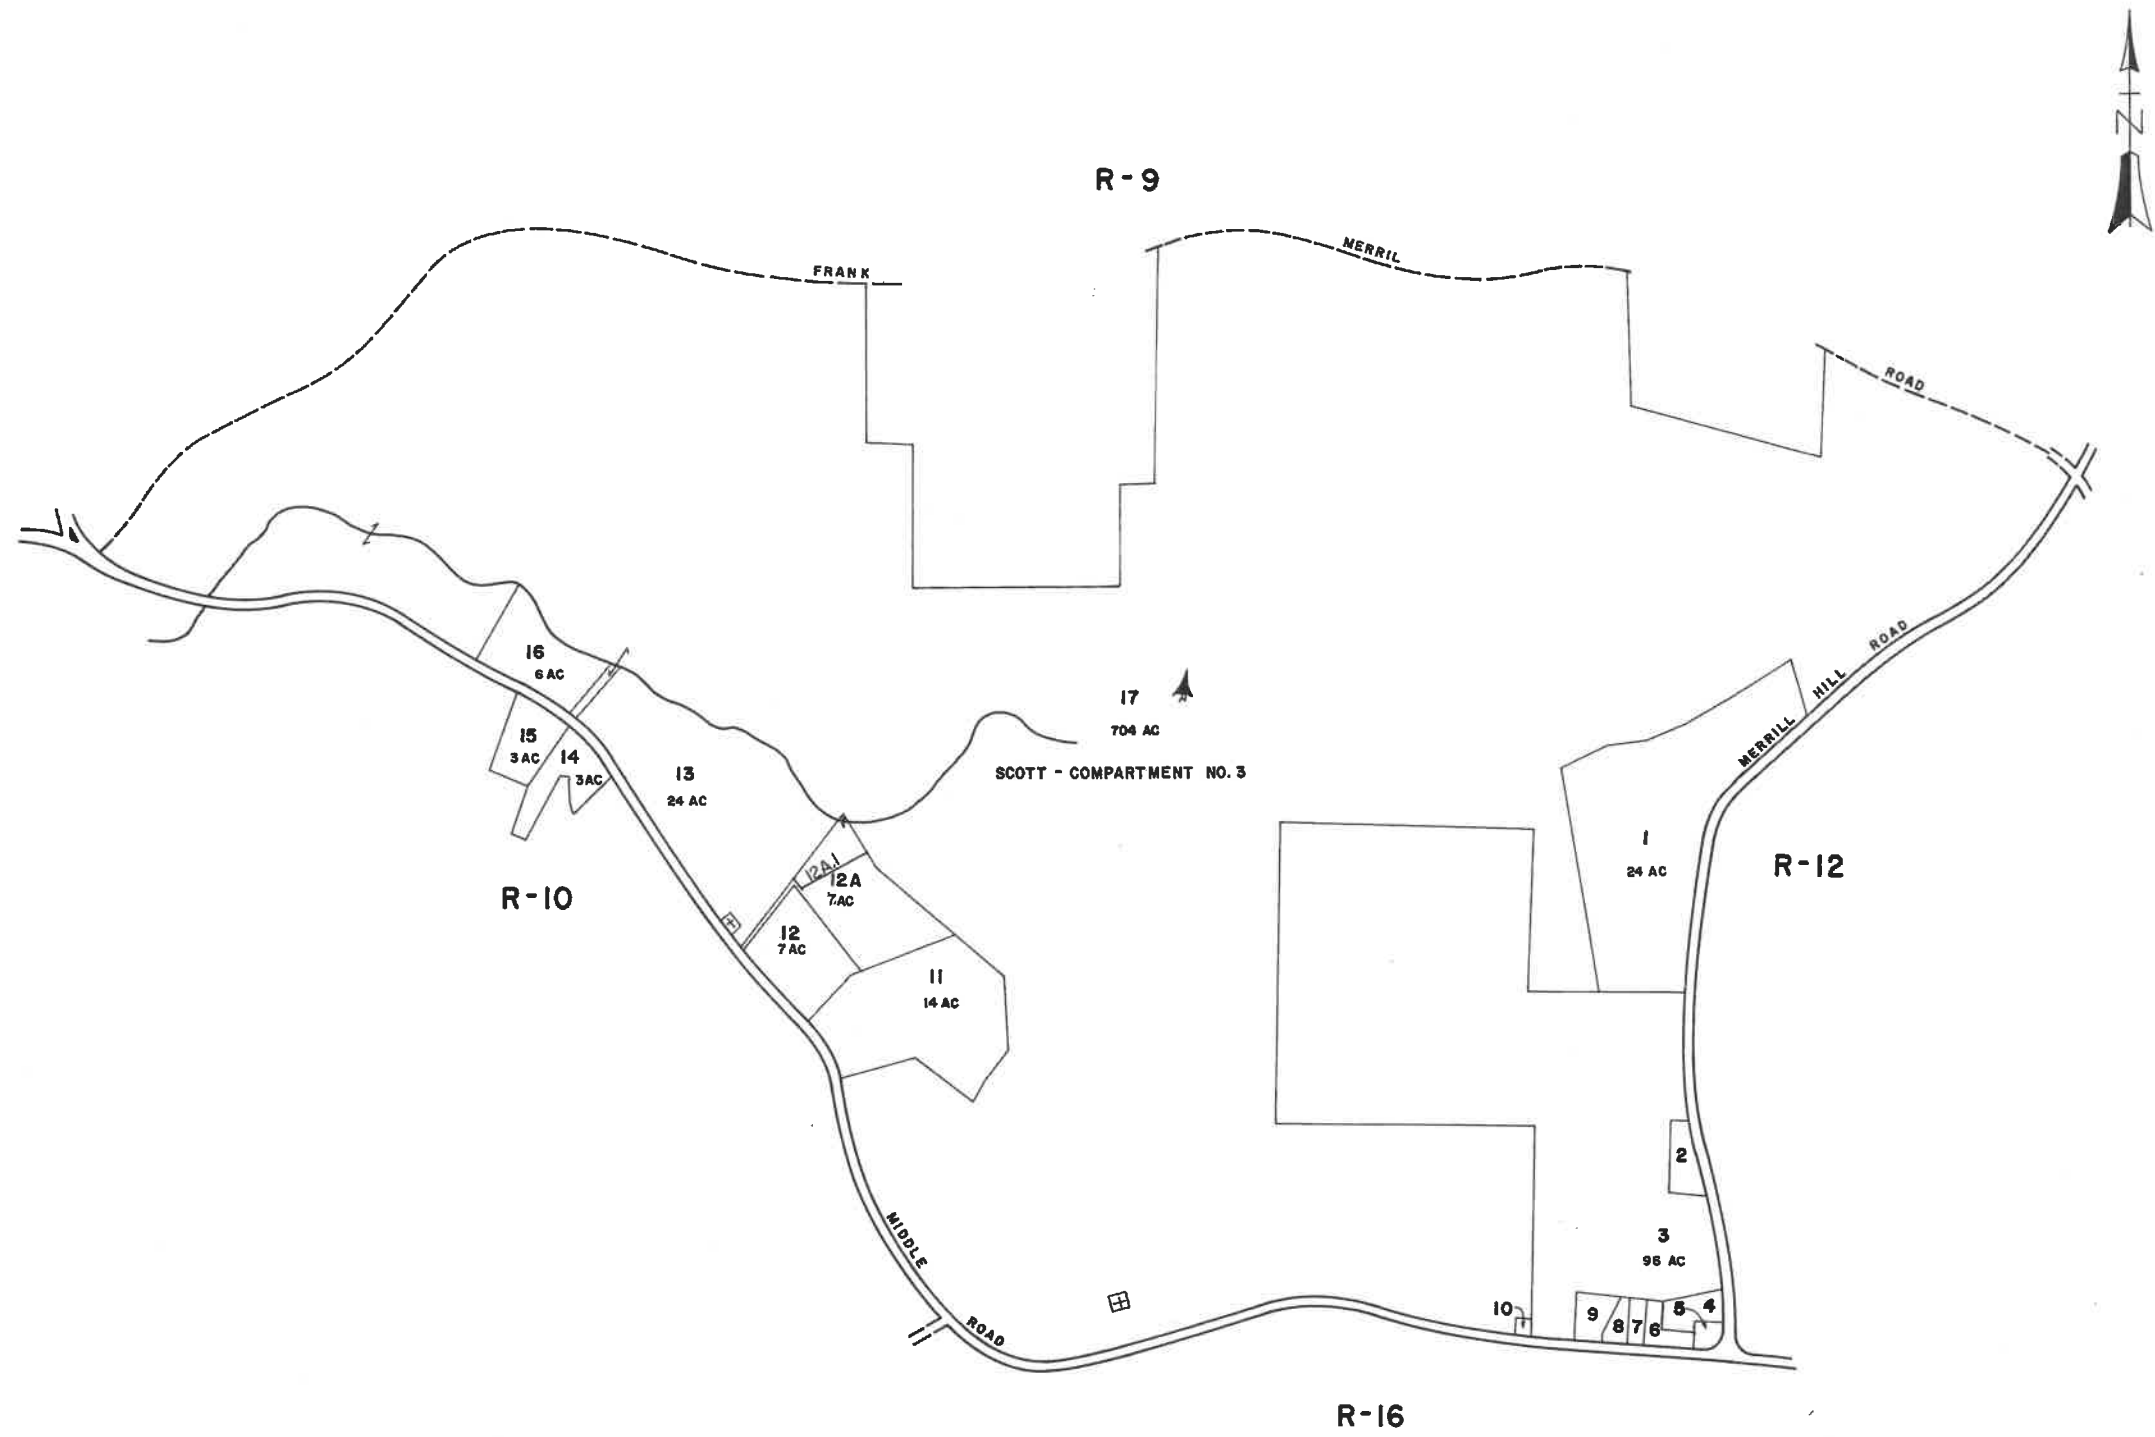 N
R-9
FRANK
MERRIL
ROAD
16
6 AC
15
3 AC
14
3 AC
13
24 AC
17
704 AC
SCOTT - COMPARTMENT NO. 3
MERRILL HILL ROAD
1
24 AC
R-12
12A.1
12A
7 AC
R-10
12
7 AC
11
14 AC
2
3
96 AC
MIDDLE
ROAD
10
9
8
7
6
5
4
R-16